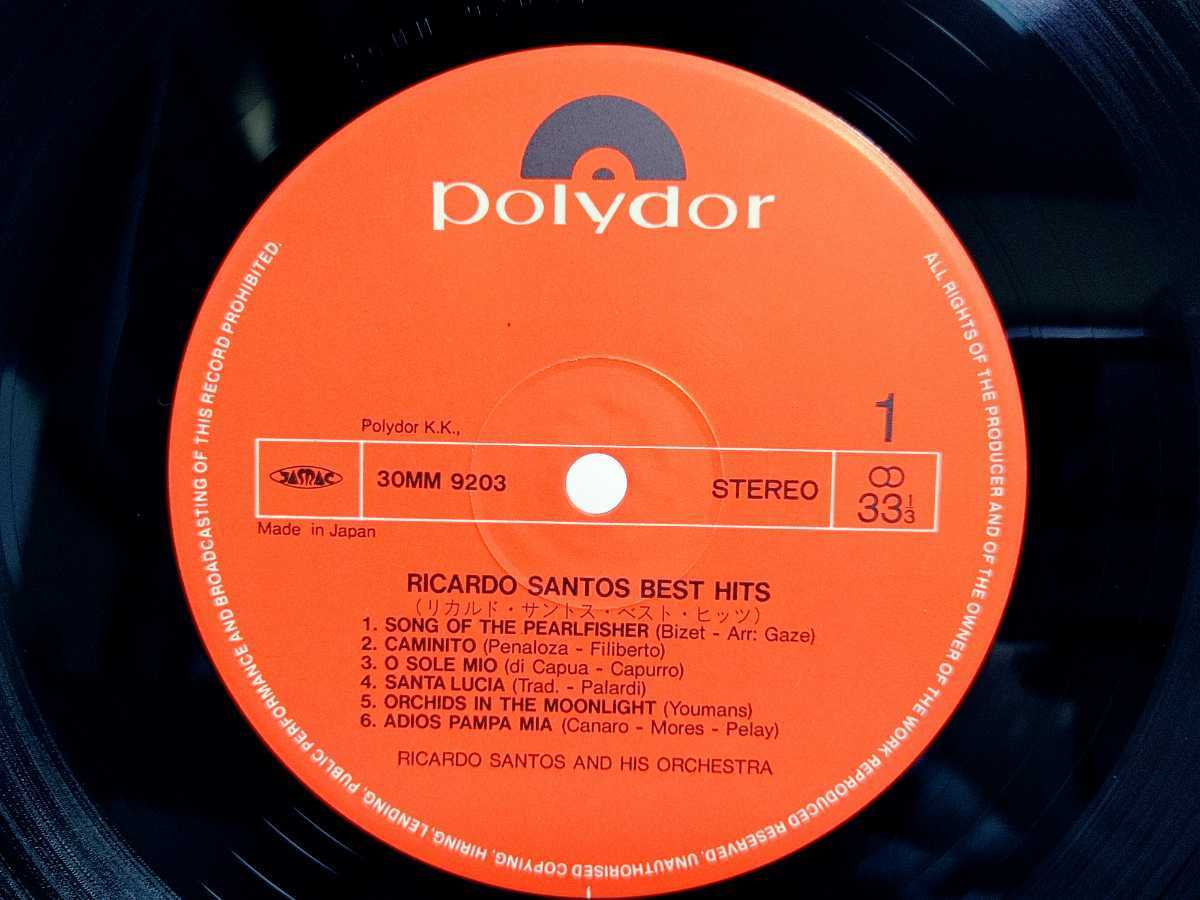 polydor
1
Polydor K.K.,
JASRAC
30MM 9203
STEREO
33 1/3
Made in Japan
RICARDO SANTOS BEST HITS
(リカルド・サントス・ベスト・ヒッツ)
1. SONG OF THE PEARLFISHER (Bizet - Arr: Gaze)
2. CAMINITO (Penaloza - Filiberto)
3. O SOLE MIO (di Capua - Capurro)
4. SANTA LUCIA (Trad. - Palardi)
5. ORCHIDS IN THE MOONLIGHT (Youmans)
6. ADIOS PAMPA MIA (Canaro - Mores - Pelay)
RICARDO SANTOS AND HIS ORCHESTRA
ALL RIGHTS OF THE PRODUCER AND OF THE OWNER OF THE WORK REPRODUCED RESERVED. UNAUTHORISED COPYING, HIRING, LENDING, PUBLIC PERFORMANCE AND BROADCASTING OF THIS RECORD PROHIBITED.